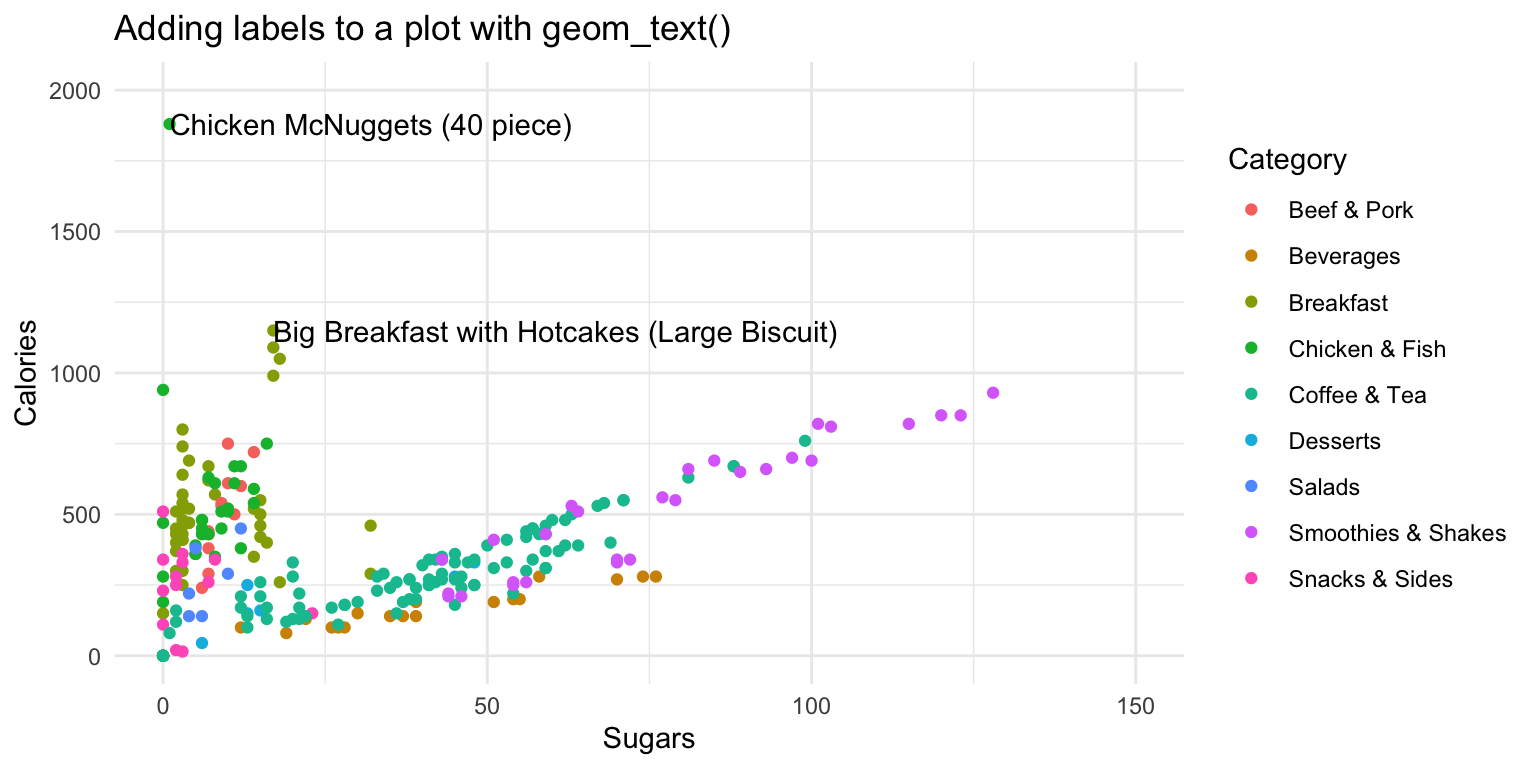 Adding labels to a plot with geom_text()
2000
Chicken McNuggets (40 piece)
1500
Big Breakfast with Hotcakes (Large Biscuit)
1000
500
0
Calories
0 50 100 150
Sugars
Category
Beef & Pork
Beverages
Breakfast
Chicken & Fish
Coffee & Tea
Desserts
Salads
Smoothies & Shakes
Snacks & Sides